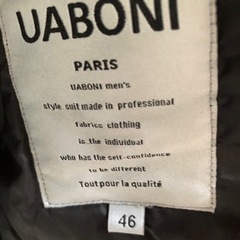 UABONI
PARIS
UABONI men's
style suit made in professional
fabrics clothing
is the individual
who has the self-confidence
to be different
Tout pour la qualité
46